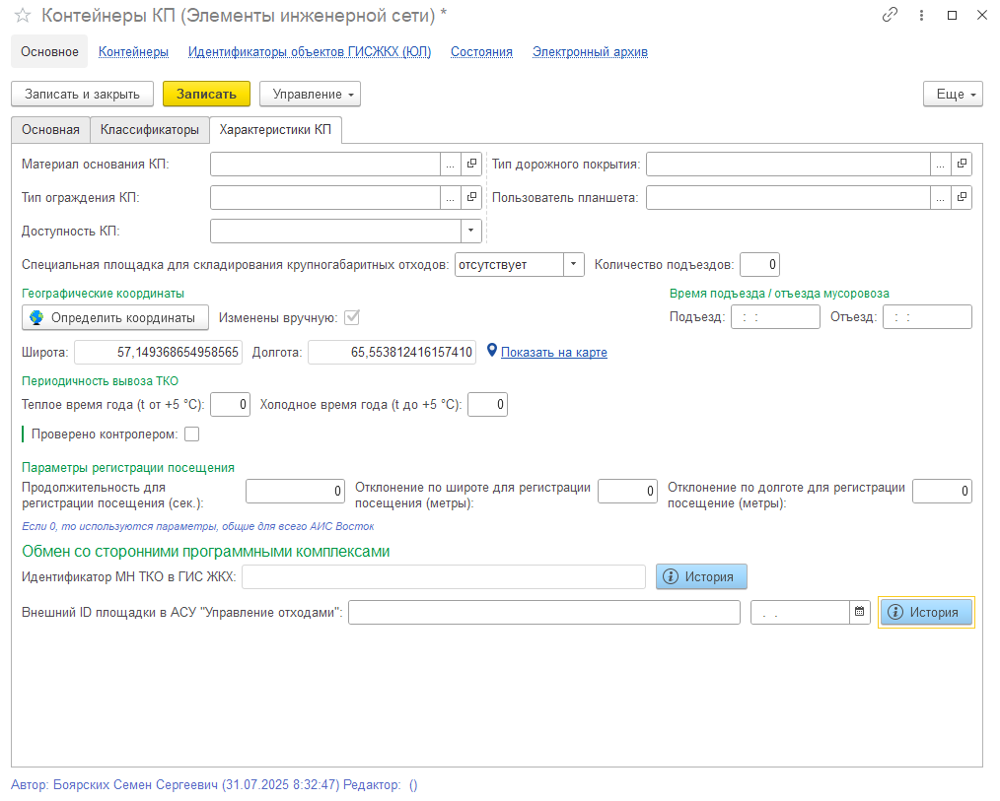 Контейнеры КП (Элементы инженерной сети) *
Основное Контейнеры Идентификаторы объектов ГИСЖКХ (ЮЛ) Состояния Электронный архив
Записать и закрыть Записать Управление Еще
Основная Классификаторы Характеристики КП
Материал основания КП: ... Тип дорожного покрытия: ...
Тип ограждения КП: ... Пользователь планшета: ...
Доступность КП:
Специальная площадка для складирования крупногабаритных отходов: отсутствует Количество подъездов: 0
Географические координаты Время подъезда / отъезда мусоровоза
Определить координаты Изменены вручную: Подъезд: : : Отъезд: : :
Широта: 57,149368654958565 Долгота: 65,553812416157410 Показать на карте
Периодичность вывоза ТКО
Теплое время года (t от +5 °C): 0 Холодное время года (t до +5 °C): 0
Проверено контролером:
Параметры регистрации посещения
Продолжительность для регистрации посещения (сек.): 0 Отклонение по широте для регистрации посещения (метры): 0 Отклонение по долготе для регистрации посещение (метры): 0
Если 0, то используются параметры, общие для всего АИС Восток
Обмен со сторонними программными комплексами
Идентификатор МН ТКО в ГИС ЖКХ: История
Внешний ID площадки в АСУ "Управление отходами": . . История
Автор: Боярских Семен Сергеевич (31.07.2025 8:32:47) Редактор: ()